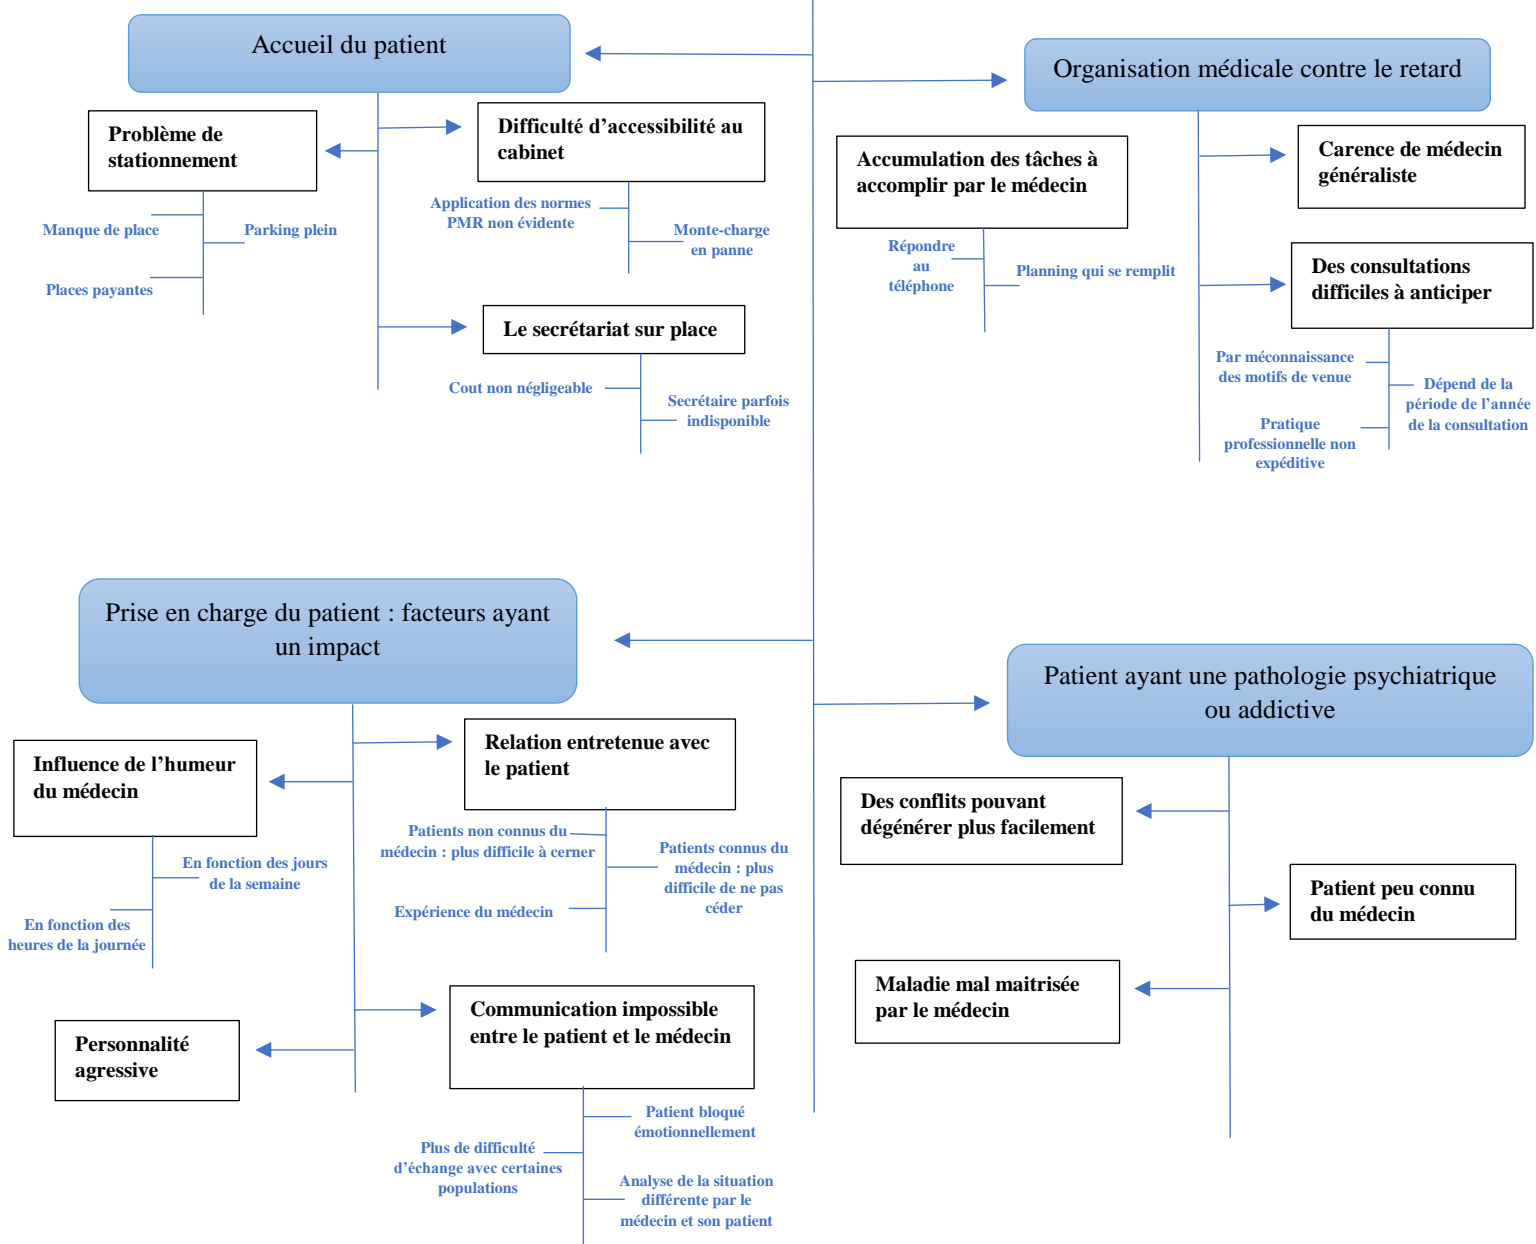 Accueil du patient
Problème de
stationnement
Manque de place
Parking plein
Places payantes
Difficulté d'accessibilité au
cabinet
Application des normes
PMR non évidente
Monte-charge
en panne
Le secrétariat sur place
Cout non négligeable
Secrétaire parfois
indisponible
Organisation médicale contre le retard
Accumulation des tâches à
accomplir par le médecin
Répondre
au
téléphone
Planning qui se remplit
Carence de médecin
généraliste
Des consultations
difficiles à anticiper
Par méconnaissance
des motifs de venue
Dépend de la
période de l'année
de la consultation
Pratique
professionnelle non
expéditive
Prise en charge du patient : facteurs ayant
un impact
Influence de l'humeur
du médecin
En fonction des jours
de la semaine
En fonction des
heures de la journée
Relation entretenue avec
le patient
Patients non connus du
médecin : plus difficile à cerner
Patients connus du
médecin : plus
difficile de ne pas
céder
Expérience du médecin
Personnalité
agressive
Communication impossible
entre le patient et le médecin
Patient bloqué
émotionnellement
Plus de difficulté
d'échange avec certaines
populations
Analyse de la situation
différente par le
médecin et son patient
Patient ayant une pathologie psychiatrique
ou addictive
Des conflits pouvant
dégénérer plus facilement
Patient peu connu
du médecin
Maladie mal maitrisée
par le médecin